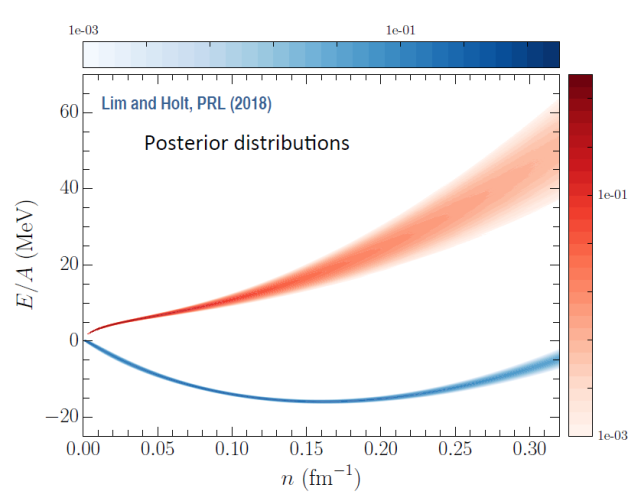 1e-03
1e-01
Lim and Holt, PRL (2018)
Posterior distributions
60
40
20
0
−20
E/A (MeV)
1e-01
1e-03
0.00
0.05
0.10
0.15
0.20
0.25
0.30
n (fm⁻¹)